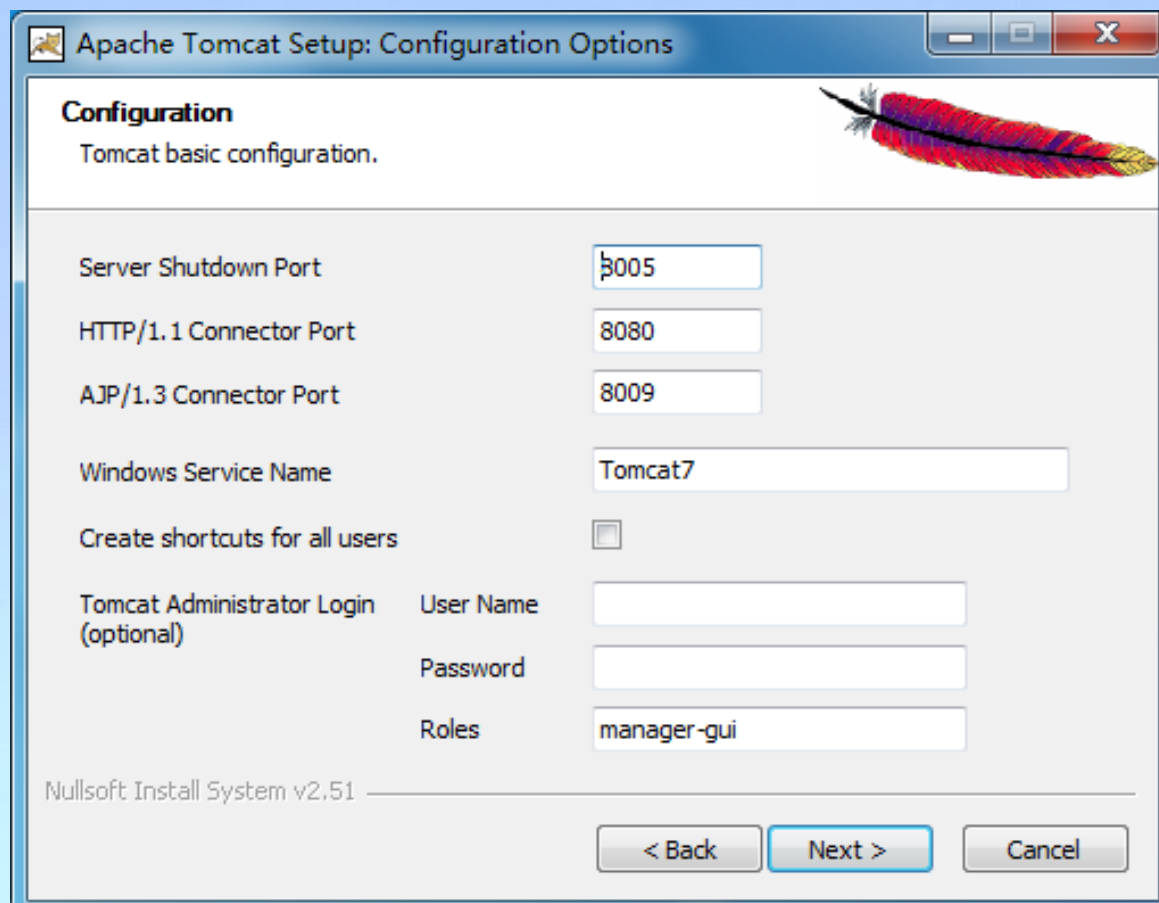 Apache Tomcat Setup: Configuration Options
Configuration
Tomcat basic configuration.
Server Shutdown Port 8005
HTTP/1.1 Connector Port 8080
AJP/1.3 Connector Port 8009
Windows Service Name Tomcat7
Create shortcuts for all users
Tomcat Administrator Login (optional) User Name
Password
Roles manager-gui
Nullsoft Install System v2.51
< Back Next > Cancel